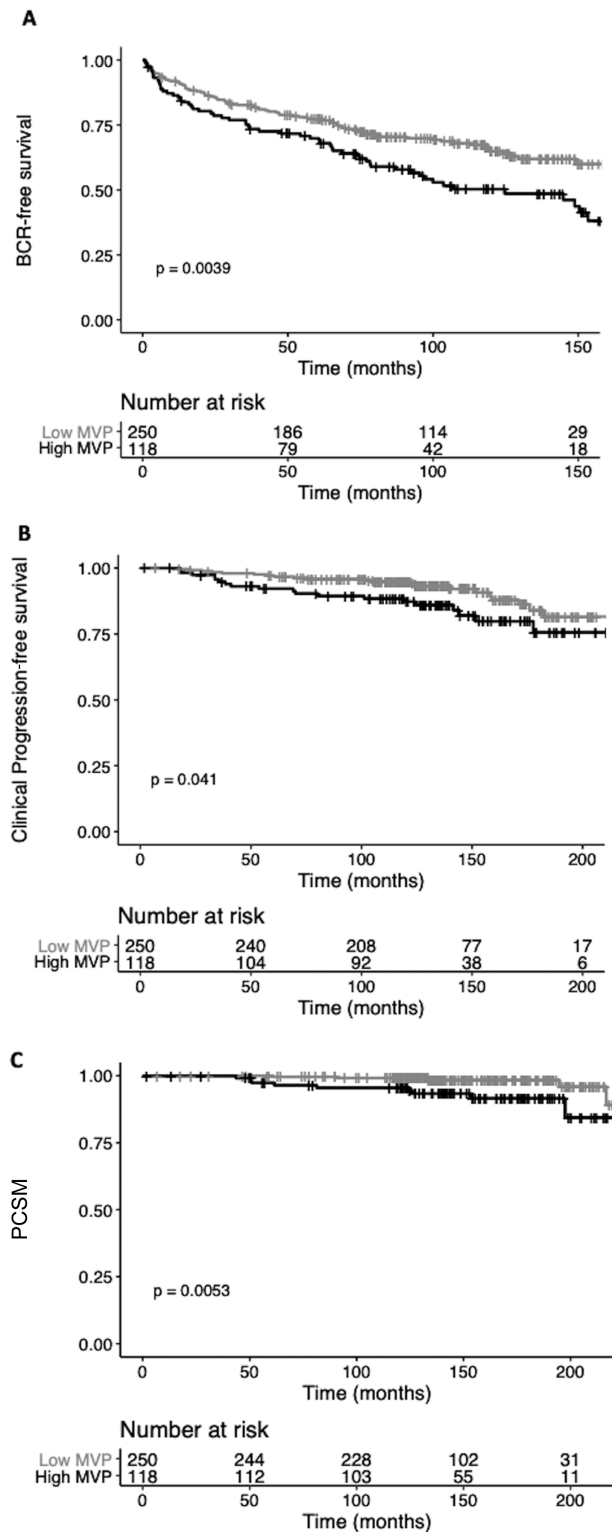 A
BCR-free survival
1.00
0.75
0.50
0.25
0.00
p = 0.0039
0 50 100 150
Time (months)
Number at risk
Low MVP 250 186 114 29
High MVP 118 79 42 18
0 50 100 150
Time (months)
B
Clinical Progression-free survival
1.00
0.75
0.50
0.25
0.00
p = 0.041
0 50 100 150 200
Time (months)
Number at risk
Low MVP 250 240 208 77 17
High MVP 118 104 92 38 6
0 50 100 150 200
Time (months)
C
PCSM
1.00
0.75
0.50
0.25
0.00
p = 0.0053
0 50 100 150 200
Time (months)
Number at risk
Low MVP 250 244 228 102 31
High MVP 118 112 103 55 11
0 50 100 150 200
Time (months)